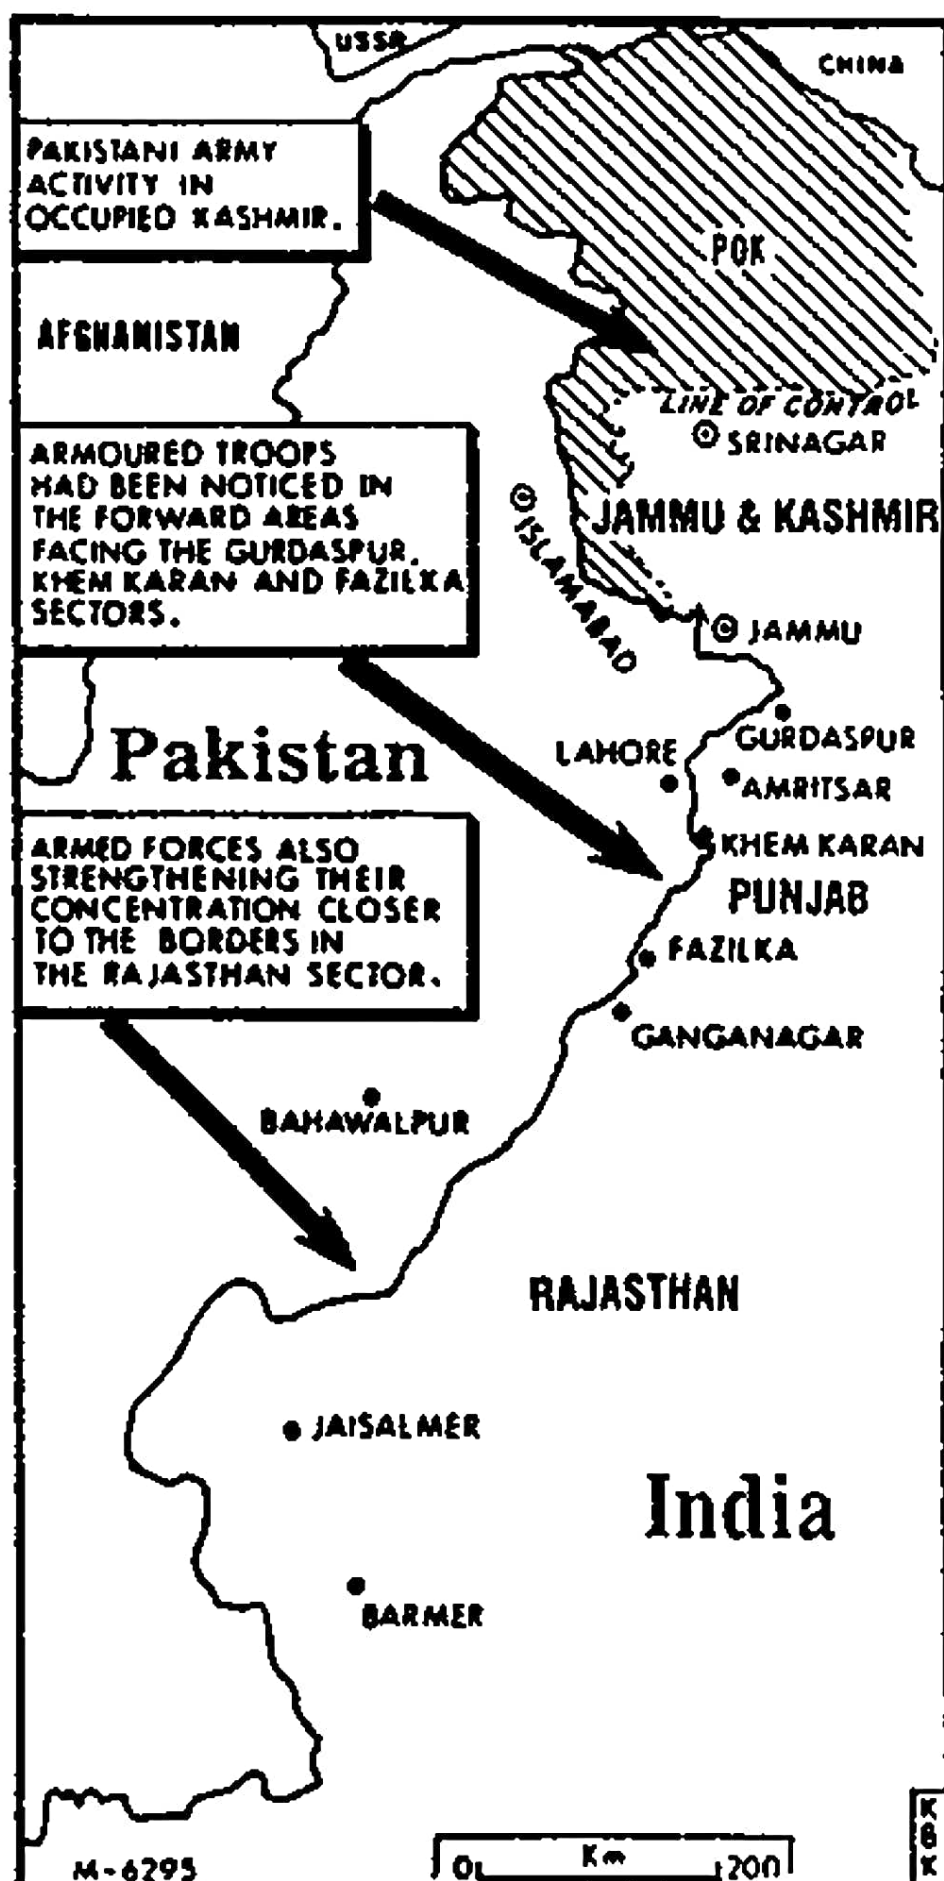 USSR
CHINA
PAKISTANI ARMY
ACTIVITY IN
OCCUPIED KASHMIR.
POK
AFGHANISTAN
LINE OF CONTROL
SRINAGAR
ARMOURED TROOPS
HAD BEEN NOTICED IN
THE FORWARD AREAS
FACING THE GURDASPUR,
KHEM KARAN AND FAZILKA
SECTORS.
JAMMU & KASHMIR
ISLAMABAD
JAMMU
GURDASPUR
Pakistan
LAHORE
AMRITSAR
KHEM KARAN
PUNJAB
ARMED FORCES ALSO
STRENGTHENING THEIR
CONCENTRATION CLOSER
TO THE BORDERS IN
THE RAJASTHAN SECTOR.
FAZILKA
GANGANAGAR
BAHAWALPUR
RAJASTHAN
JAISALMER
India
BARMER
KBK
M-6295
0 Km 200